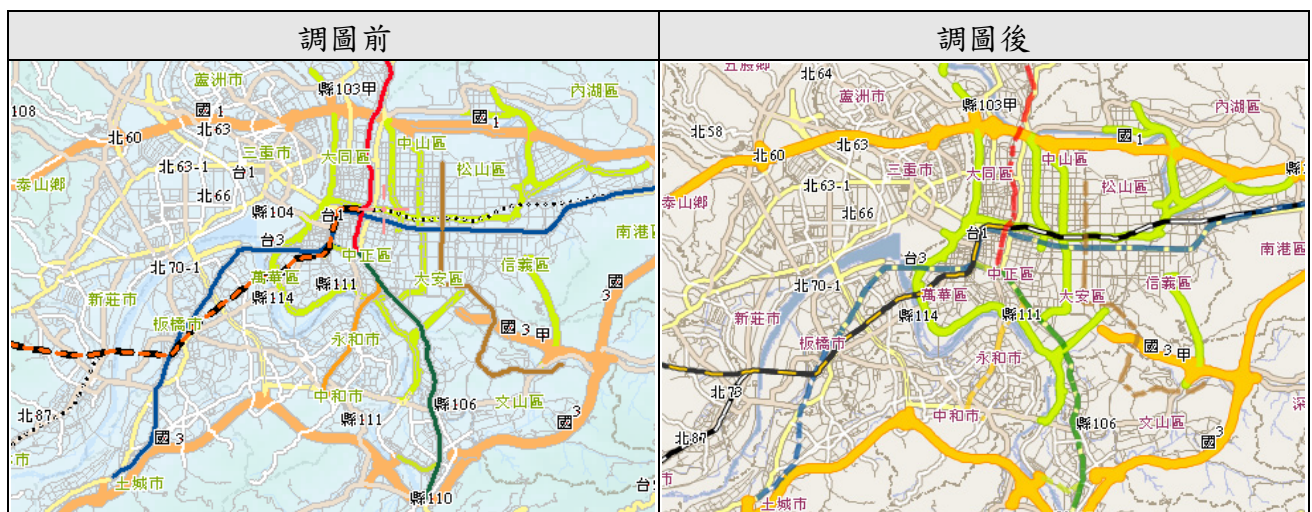 調圖前
調圖後
縣103甲
內湖區
蘆洲市
108
國 1
北60
北63
中山區
三重市
大同區
北63-1
台1
松山區
泰山鄉
北66
縣104
台1
南港區
台3
中正區
信義區
北70-1
萬華區
縣111
大安區
縣114
新莊市
國 3
板橋市
國 3 甲
永和市
中和市
縣106
文山區
北87
縣111
國 3
國 3
市
土城市
縣110
台
五股鄉
北64
蘆洲市
縣103甲
內湖區
北58
國 1
北60
北63
中山區
三重市
大同區
北63-1
松山區
泰山鄉
北66
台1
南港區
台3
中正區
信義區
北70-1
萬華區
大安區
縣114
縣111
新莊市
板橋市
永和市
國 3 甲
北73
中和市
深
縣106
文山區
北87
國3
市
土城市